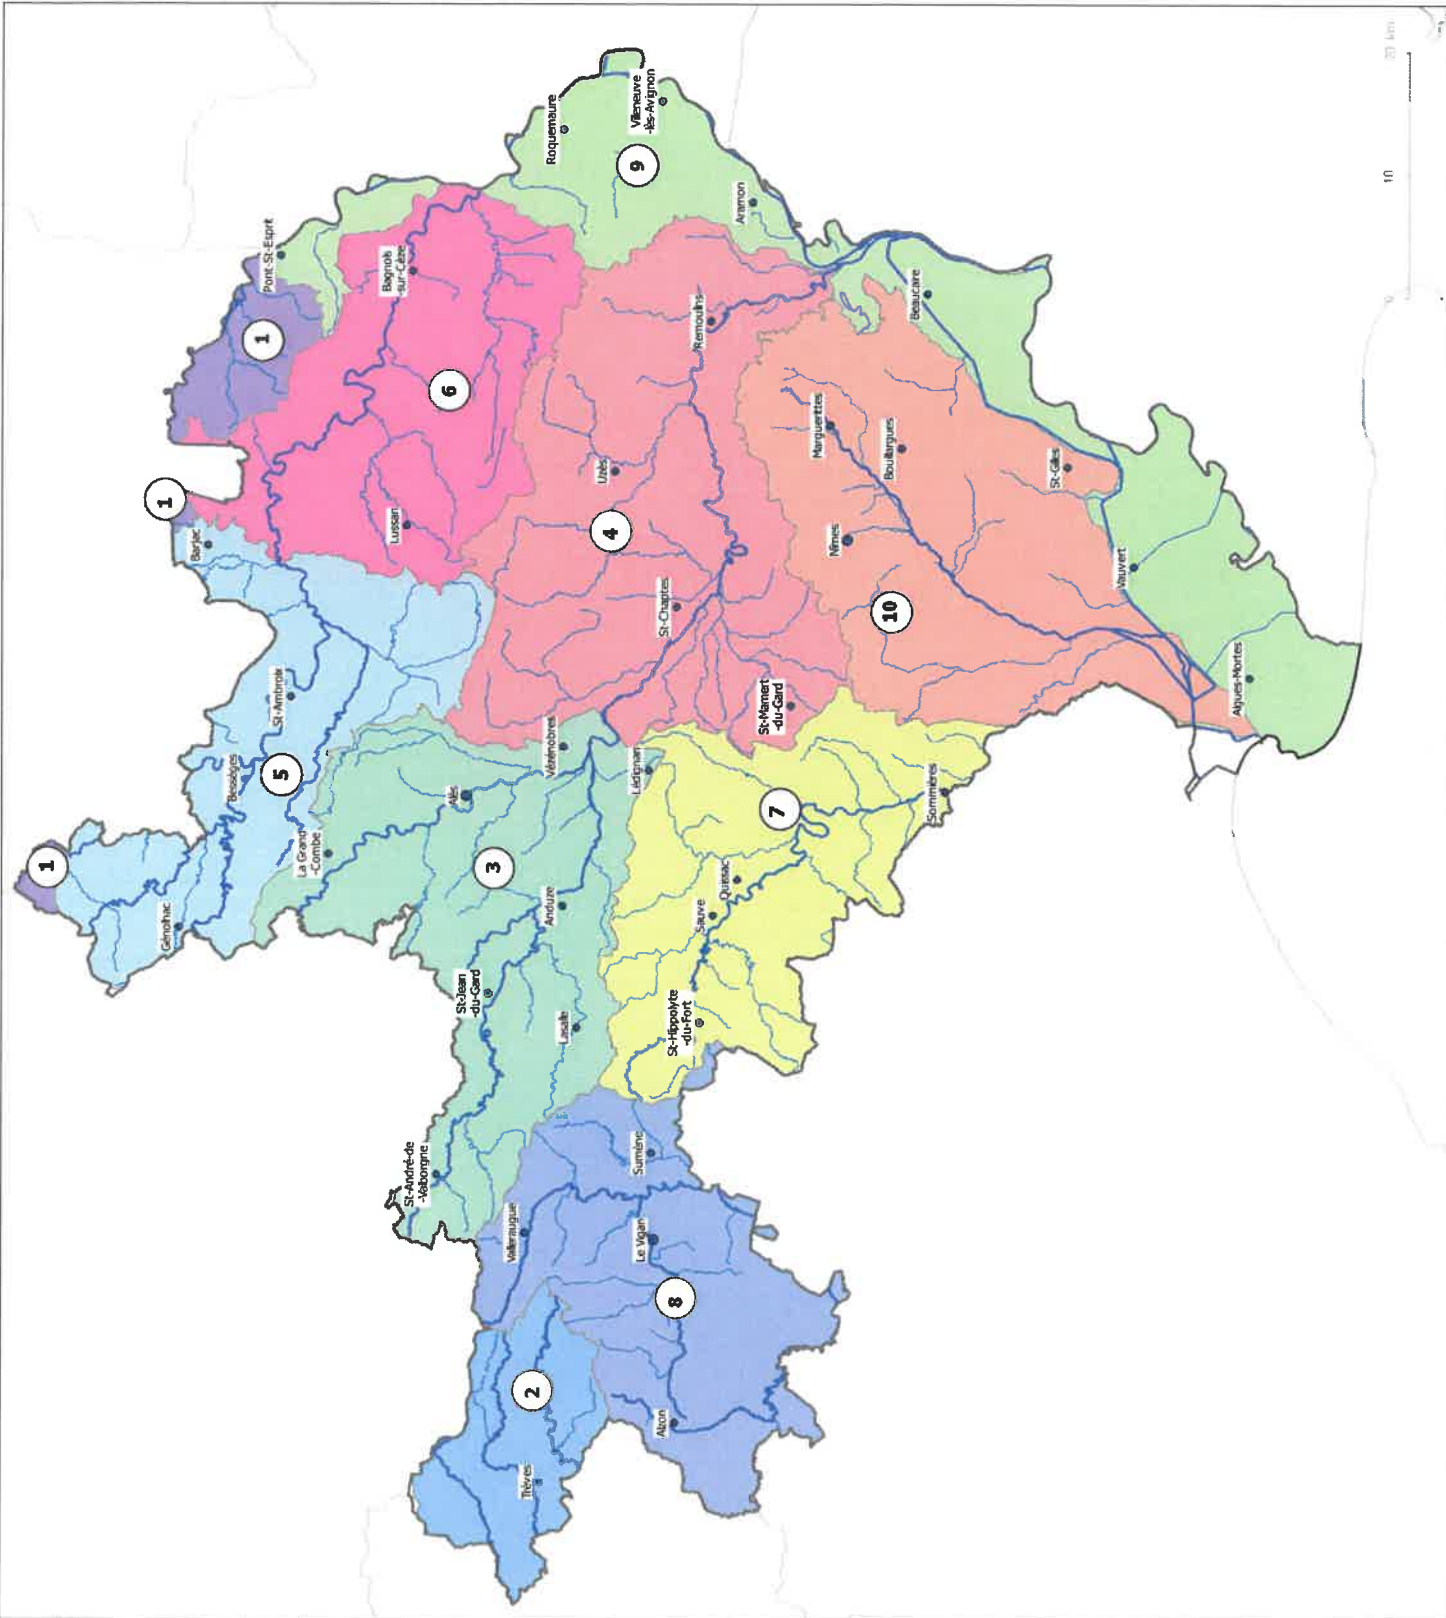 1
Génolhac
Bessèges
5
St-Ambroix
Barjac
1
1
Pont-St-Esprit
La Grand
-Combe
Bagnols
-sur-Cèze
6
Lussan
Roquemaure
Villeneuve
-lès-Avignon
9
Aramon
Alès
3
Vézénobres
Anduze
St-Jean
-du-Gard
Lasalle
St-André-de
-Valborgne
Lédignan
Uzès
4
Remoulins
St-Chaptes
St-Mamert
-du-Gard
Valleraugue
Sumène
Le Vigan
8
2
Trèves
Alzon
St-Hippolyte
-du-Fort
Sauve
Quissac
7
Sommières
Marguerittes
Bouillargues
Nîmes
10
Beaucaire
St-Gilles
Vauvert
Aigues-Mortes
0
10
20 km